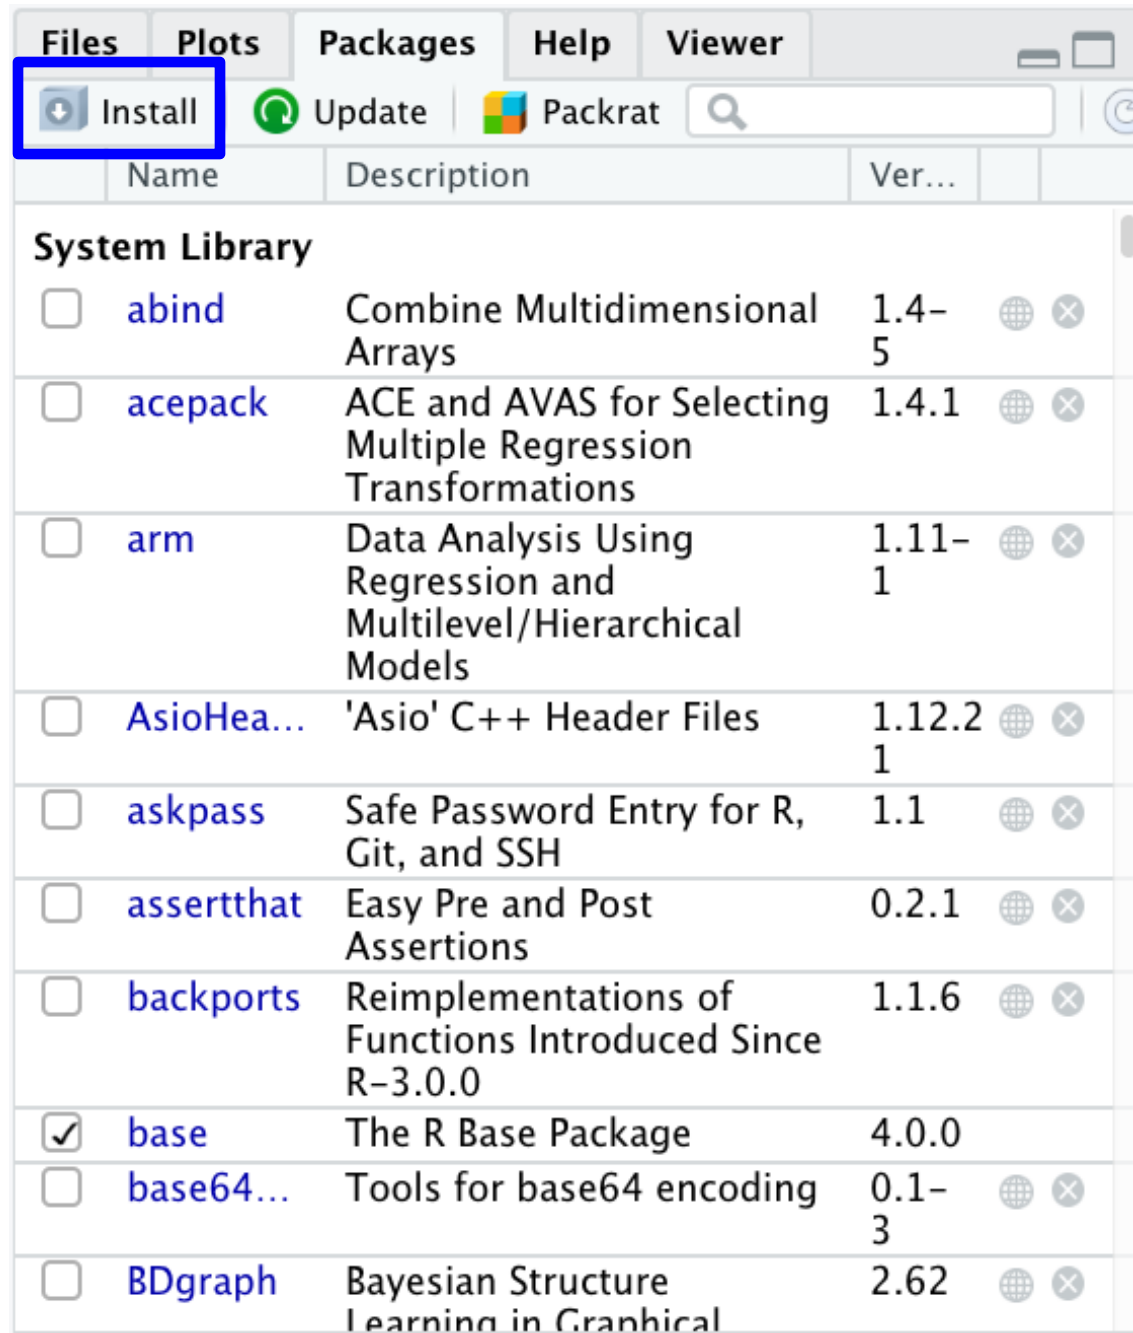 Files Plots Packages Help Viewer
Install Update Packrat
Name Description Ver...
System Library
abind Combine Multidimensional 1.4-
Arrays 5
acepack ACE and AVAS for Selecting 1.4.1
Multiple Regression
Transformations
arm Data Analysis Using 1.11-
Regression and 1
Multilevel/Hierarchical
Models
AsioHea... 'Asio' C++ Header Files 1.12.2
1
askpass Safe Password Entry for R, 1.1
Git, and SSH
assertthat Easy Pre and Post 0.2.1
Assertions
backports Reimplementations of 1.1.6
Functions Introduced Since
R-3.0.0
base The R Base Package 4.0.0
base64... Tools for base64 encoding 0.1-
3
BDgraph Bayesian Structure 2.62
Learning in Graphical